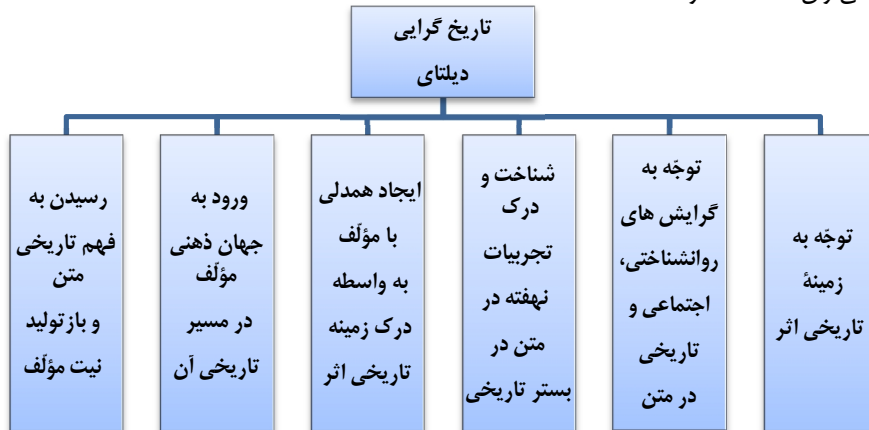 تاریخ گرایی
دیلتای
توجّه به
زمینهٔ
تاریخی اثر
توجّه به
گرایش های
روانشناختی،
اجتماعی و
تاریخی
در متن
شناخت و
درک
تجربیات
نهفته در
متن در
بستر تاریخی
ایجاد همدلی
با مؤلّف
به واسطه
درک زمینه
تاریخی اثر
ورود به
جهان ذهنی
مؤلّف
در مسیر
تاریخی آن
رسیدن به
فهم تاریخی
متن
و بازتولید
نیت مؤلّف